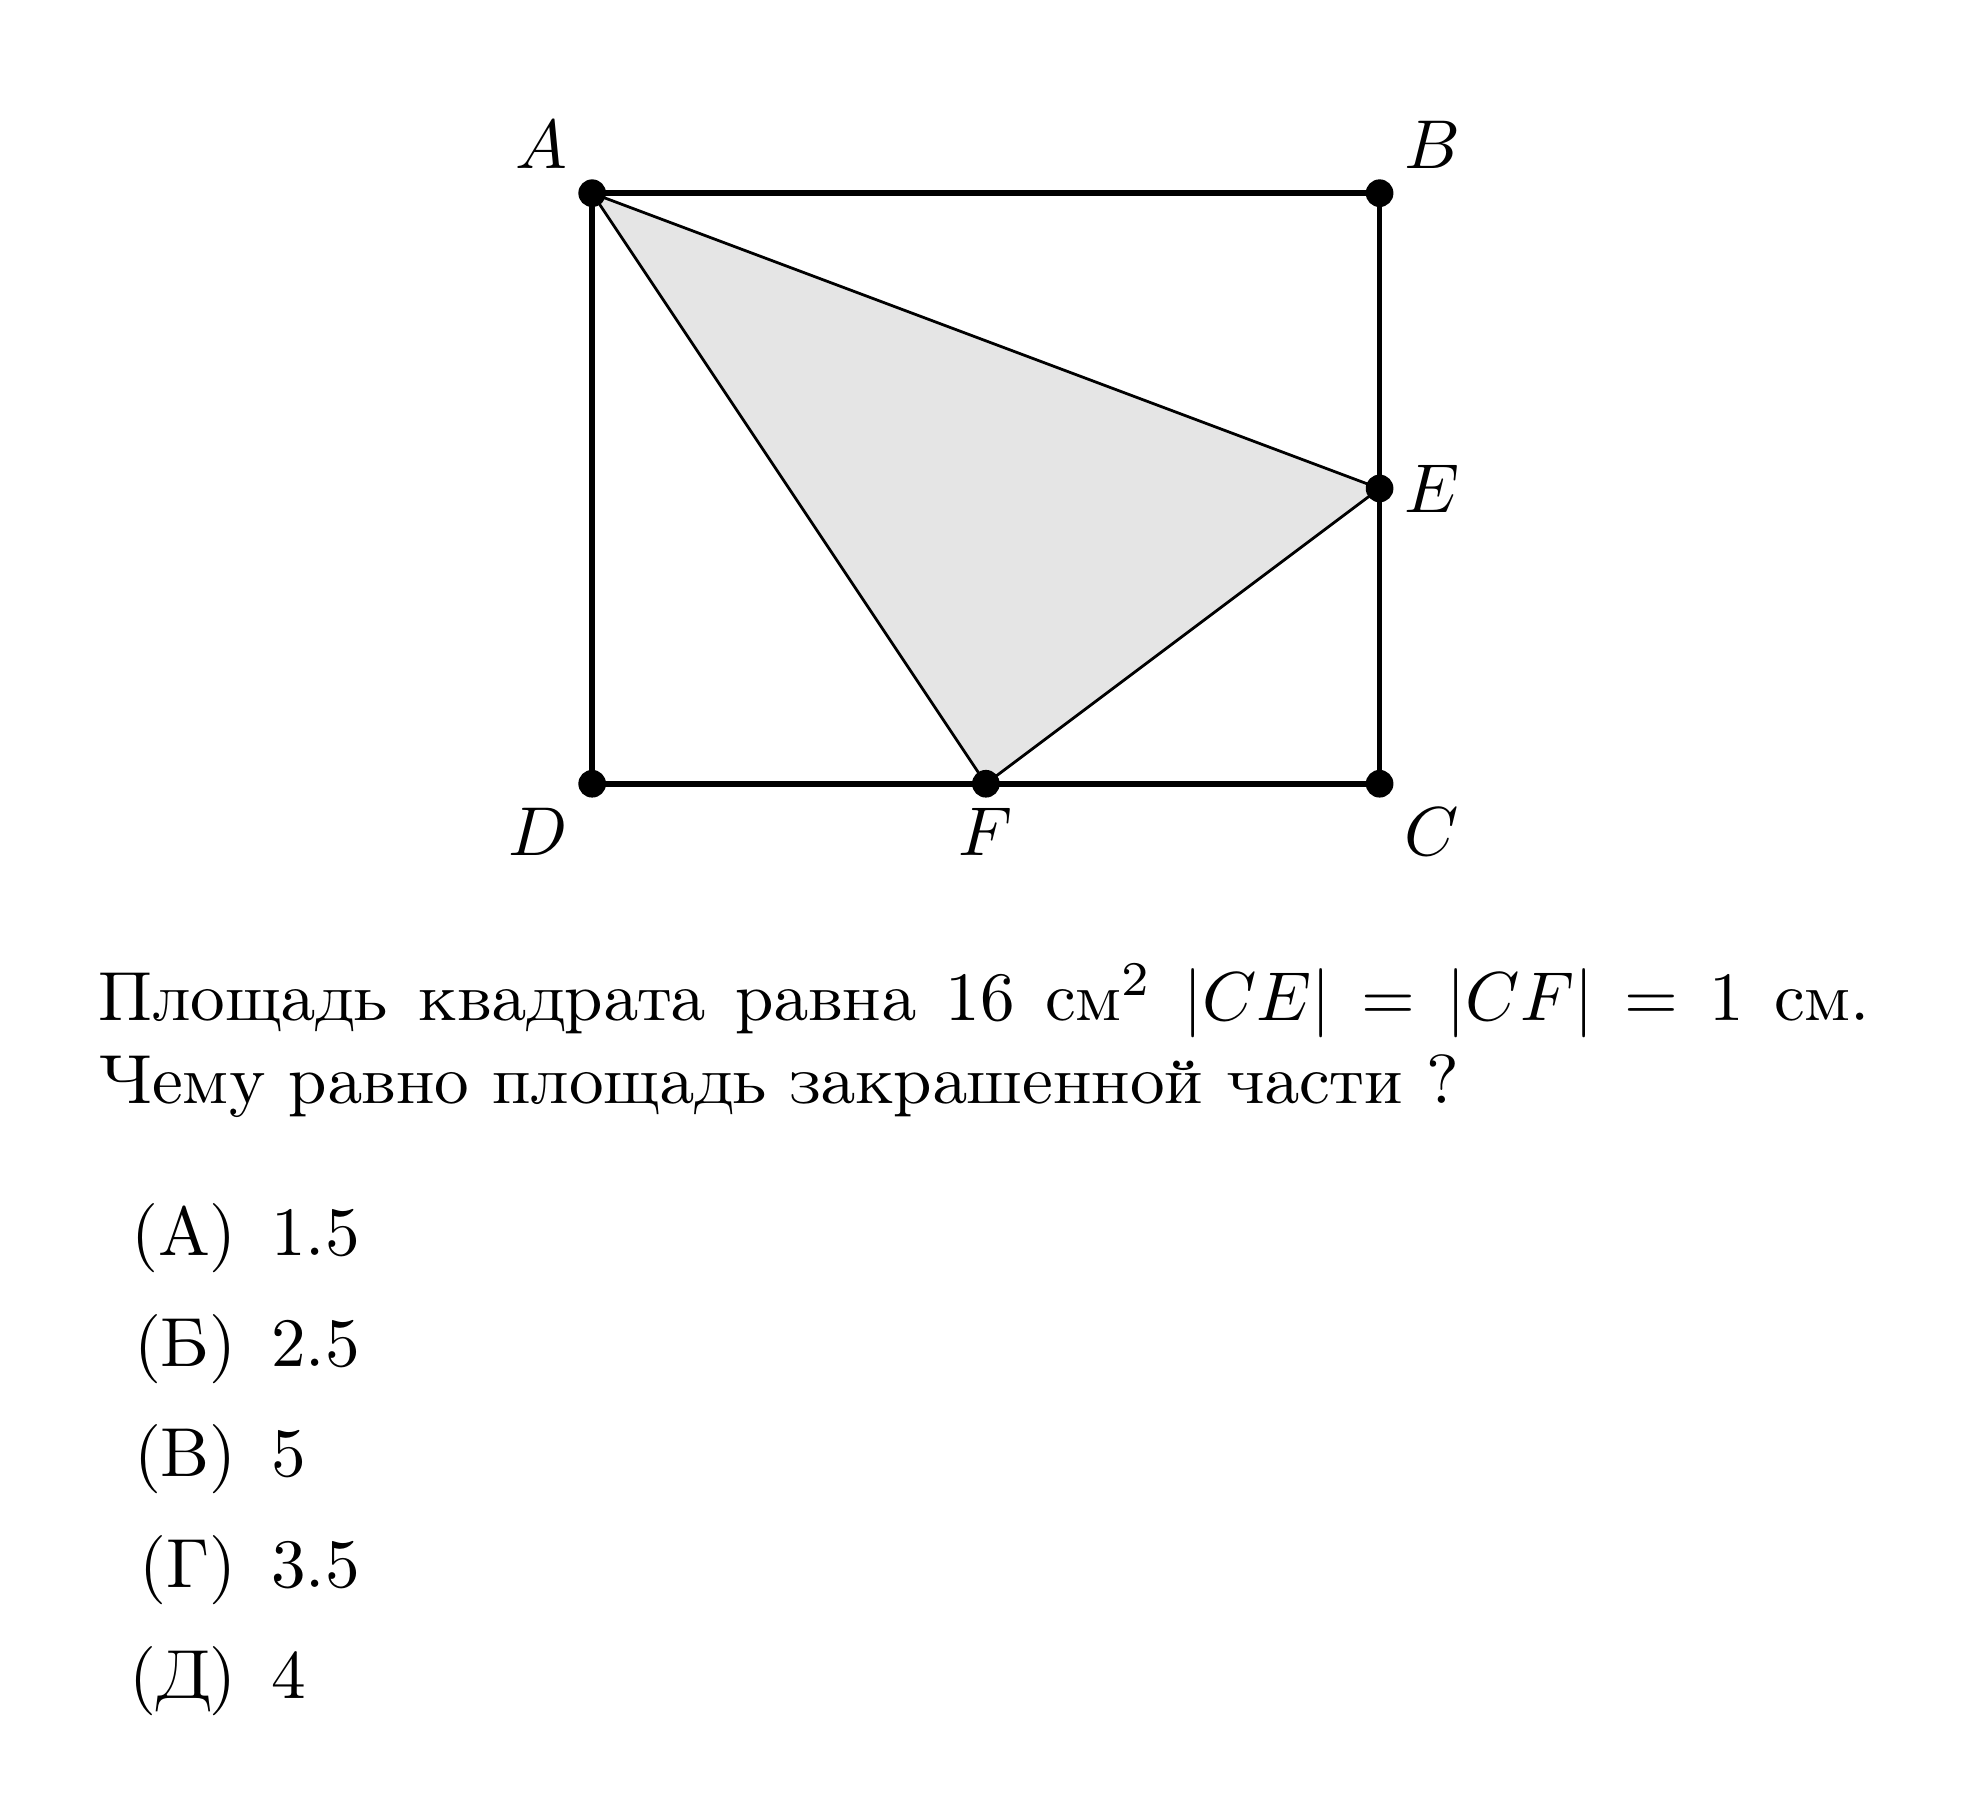 A B
E
D F C
Площадь квадрата равна 16 см² |CE| = |CF| = 1 см.
Чему равно площадь закрашенной части ?
(А) 1.5
(Б) 2.5
(В) 5
(Г) 3.5
(Д) 4